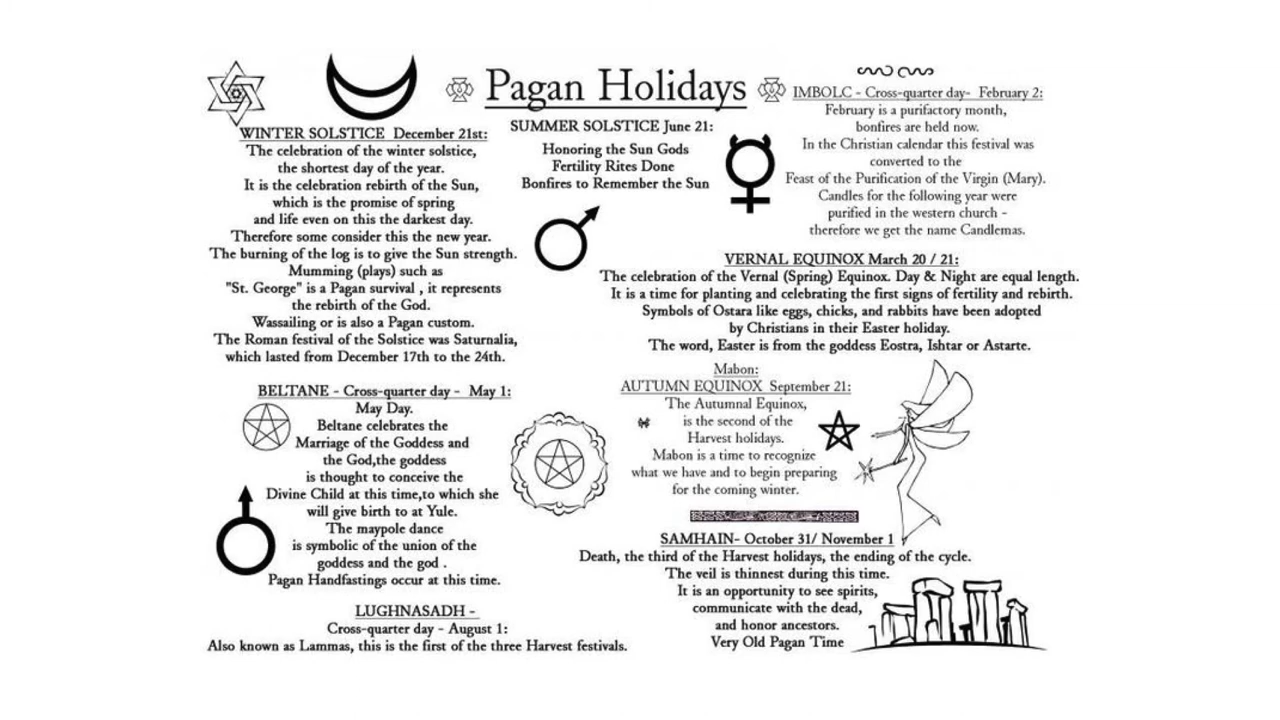 Pagan Holidays
WINTER SOLSTICE December 21st:
The celebration of the winter solstice,
the shortest day of the year.
It is the celebration rebirth of the Sun,
which is the promise of spring
and life even on this the darkest day.
Therefore some consider this the new year.
The burning of the log is to give the Sun strength.
Mumming (plays) such as
"St. George" is a Pagan survival , it represents
the rebirth of the God.
Wassailing or is also a Pagan custom.
The Roman festival of the Solstice was Saturnalia,
which lasted from December 17th to the 24th.
SUMMER SOLSTICE June 21:
Honoring the Sun Gods
Fertility Rites Done
Bonfires to Remember the Sun
IMBOLC - Cross-quarter day- February 2:
February is a purifactory month,
bonfires are held now.
In the Christian calendar this festival was
converted to the
Feast of the Purification of the Virgin (Mary).
Candles for the following year were
purified in the western church -
therefore we get the name Candlemas.
VERNAL EQUINOX March 20 / 21:
The celebration of the Vernal (Spring) Equinox. Day & Night are equal length.
It is a time for planting and celebrating the first signs of fertility and rebirth.
Symbols of Ostara like eggs, chicks, and rabbits have been adopted
by Christians in their Easter holiday.
The word, Easter is from the goddess Eostra, Ishtar or Astarte.
BELTANE - Cross-quarter day - May 1:
May Day.
Beltane celebrates the
Marriage of the Goddess and
the God,the goddess
is thought to conceive the
Divine Child at this time,to which she
will give birth to at Yule.
The maypole dance
is symbolic of the union of the
goddess and the god .
Pagan Handfastings occur at this time.
Mabon:
AUTUMN EQUINOX September 21:
The Autumnal Equinox,
is the second of the
Harvest holidays.
Mabon is a time to recognize
what we have and to begin preparing
for the coming winter.
LUGHNASADH -
Cross-quarter day - August 1:
Also known as Lammas, this is the first of the three Harvest festivals.
SAMHAIN- October 31/ November 1
Death, the third of the Harvest holidays, the ending of the cycle.
The veil is thinnest during this time.
It is an opportunity to see spirits,
communicate with the dead,
and honor ancestors.
Very Old Pagan Time